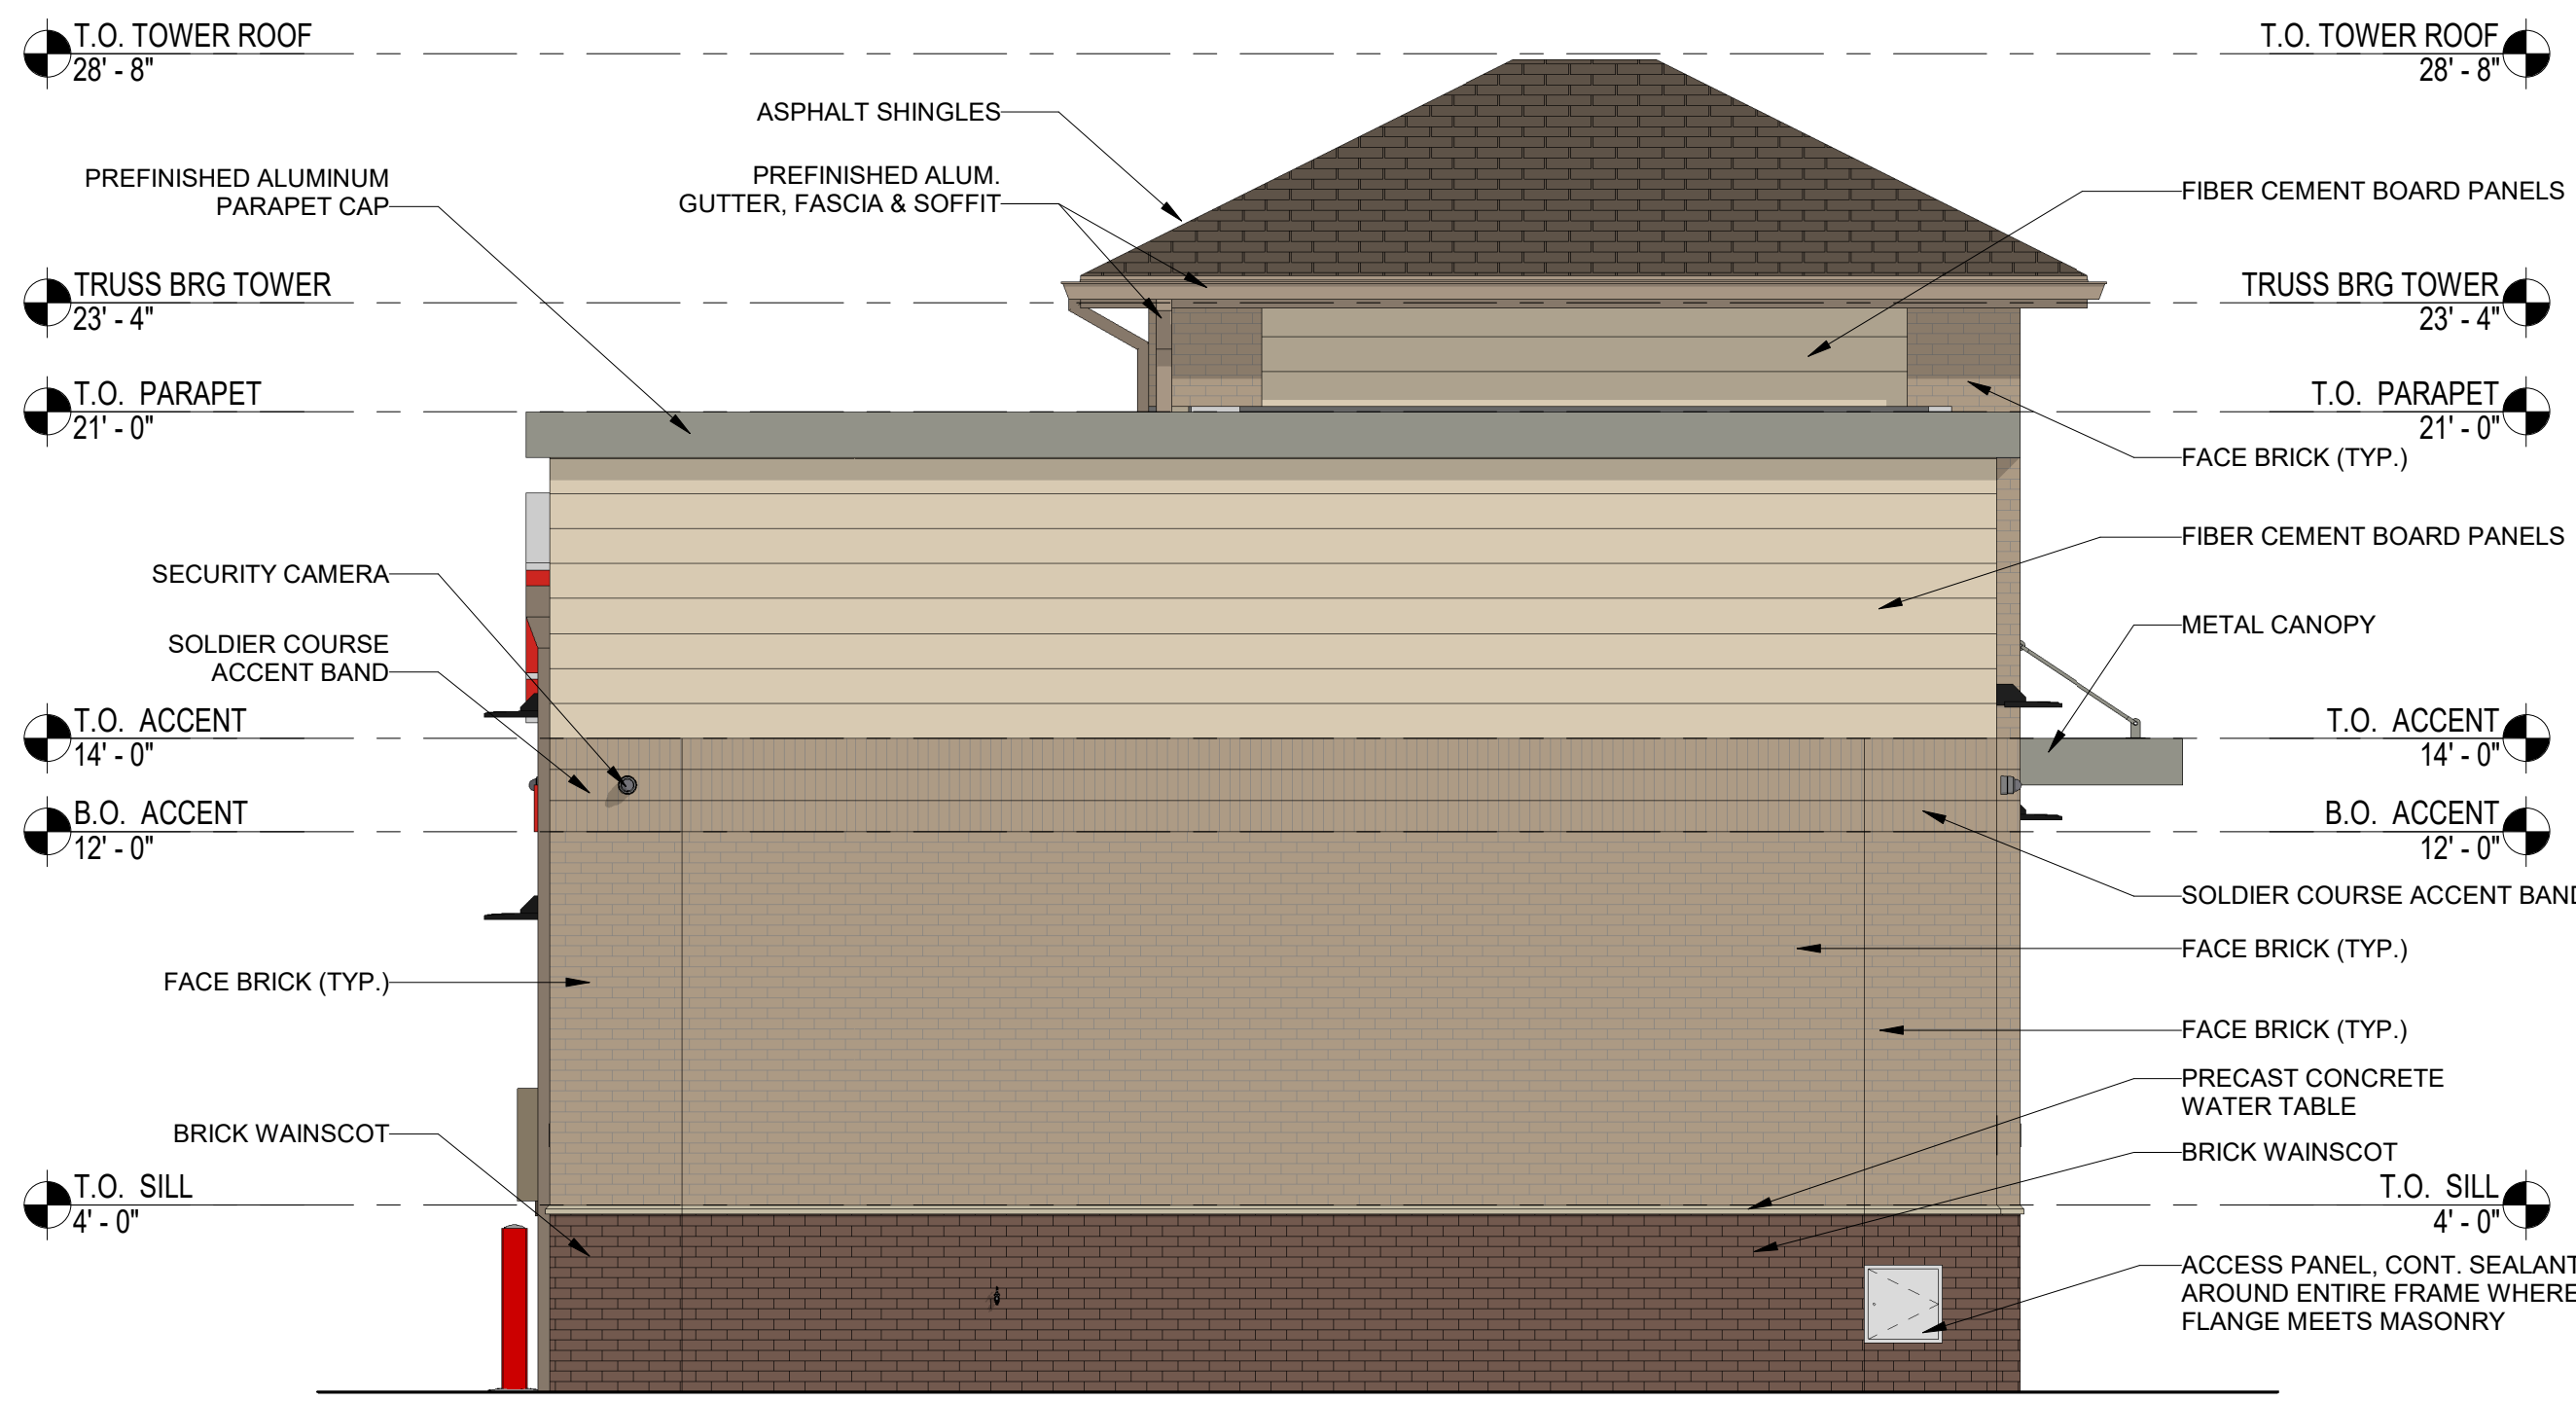 T.O. TOWER ROOF
28' - 8"
T.O. TOWER ROOF
28' - 8"
ASPHALT SHINGLES
PREFINISHED ALUMINUM
PARAPET CAP
PREFINISHED ALUM.
GUTTER, FASCIA & SOFFIT
FIBER CEMENT BOARD PANELS
TRUSS BRG TOWER
23' - 4"
TRUSS BRG TOWER
23' - 4"
T.O. PARAPET
21' - 0"
T.O. PARAPET
21' - 0"
FACE BRICK (TYP.)
FIBER CEMENT BOARD PANELS
SECURITY CAMERA
METAL CANOPY
SOLDIER COURSE
ACCENT BAND
T.O. ACCENT
14' - 0"
T.O. ACCENT
14' - 0"
B.O. ACCENT
12' - 0"
B.O. ACCENT
12' - 0"
SOLDIER COURSE ACCENT BAND
FACE BRICK (TYP.)
FACE BRICK (TYP.)
FACE BRICK (TYP.)
PRECAST CONCRETE
WATER TABLE
BRICK WAINSCOT
BRICK WAINSCOT
T.O. SILL
4' - 0"
T.O. SILL
4' - 0"
ACCESS PANEL, CONT. SEALANT
AROUND ENTIRE FRAME WHERE
FLANGE MEETS MASONRY